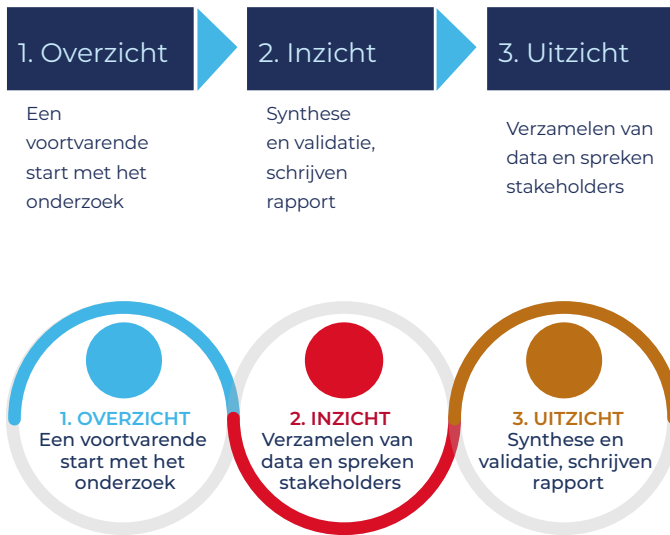 1. Overzicht
2. Inzicht
3. Uitzicht
Een
voortvarende
start met het
onderzoek
Synthese
en validatie,
schrijven
rapport
Verzamelen van
data en spreken
stakeholders
1. OVERZICHT
Een voortvarende
start met het
onderzoek
2. INZICHT
Verzamelen van
data en spreken
stakeholders
3. UITZICHT
Synthese en
validatie, schrijven
rapport